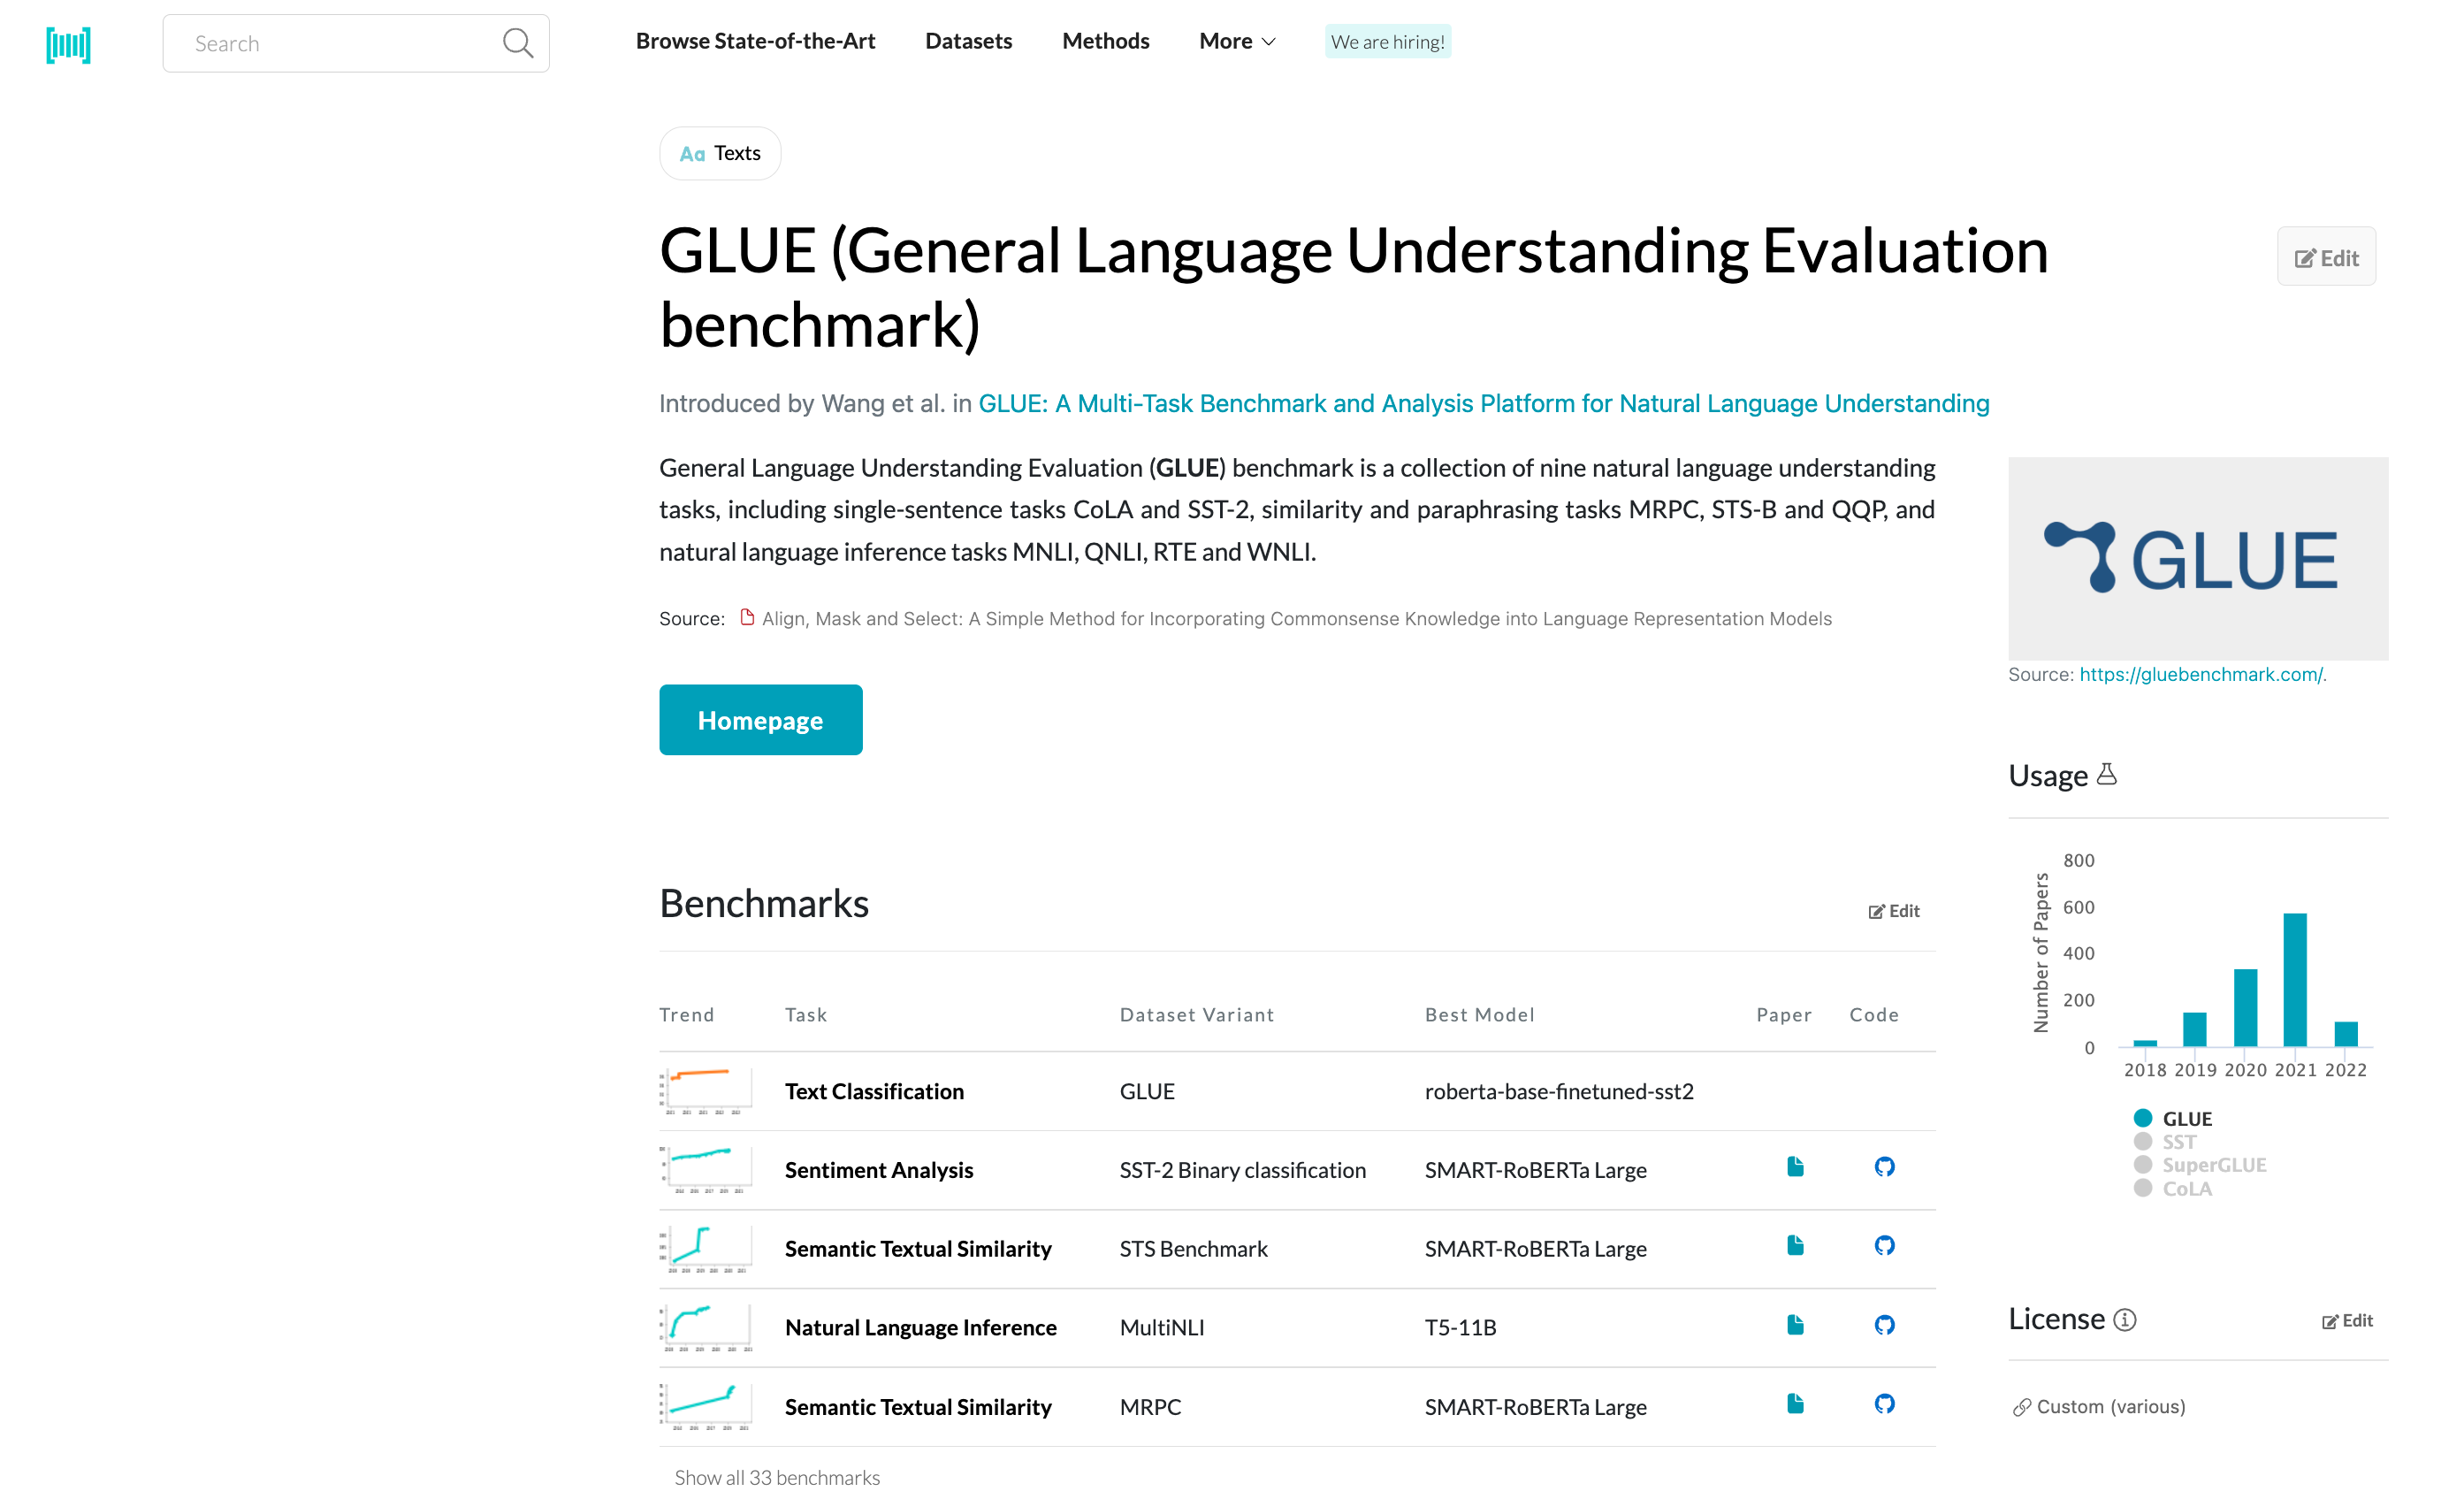 Search
Browse State-of-the-Art Datasets Methods More We are hiring!
Aa Texts
GLUE (General Language Understanding Evaluation
benchmark)
Edit
Introduced by Wang et al. in GLUE: A Multi-Task Benchmark and Analysis Platform for Natural Language Understanding
General Language Understanding Evaluation (GLUE) benchmark is a collection of nine natural language understanding
tasks, including single-sentence tasks CoLA and SST-2, similarity and paraphrasing tasks MRPC, STS-B and QQP, and
natural language inference tasks MNLI, QNLI, RTE and WNLI.
Source: Align, Mask and Select: A Simple Method for Incorporating Commonsense Knowledge into Language Representation Models
Homepage
GLUE
Source: https://gluebenchmark.com/.
Benchmarks
Edit
Trend Task Dataset Variant Best Model Paper Code
Text Classification GLUE roberta-base-finetuned-sst2
Sentiment Analysis SST-2 Binary classification SMART-RoBERTa Large
Semantic Textual Similarity STS Benchmark SMART-RoBERTa Large
Natural Language Inference MultiNLI T5-11B
Semantic Textual Similarity MRPC SMART-RoBERTa Large
Show all 33 benchmarks
Usage
Number of Papers
800
600
400
200
0
2018 2019 2020 2021 2022
GLUE
SST
SuperGLUE
CoLA
License
Edit
Custom (various)